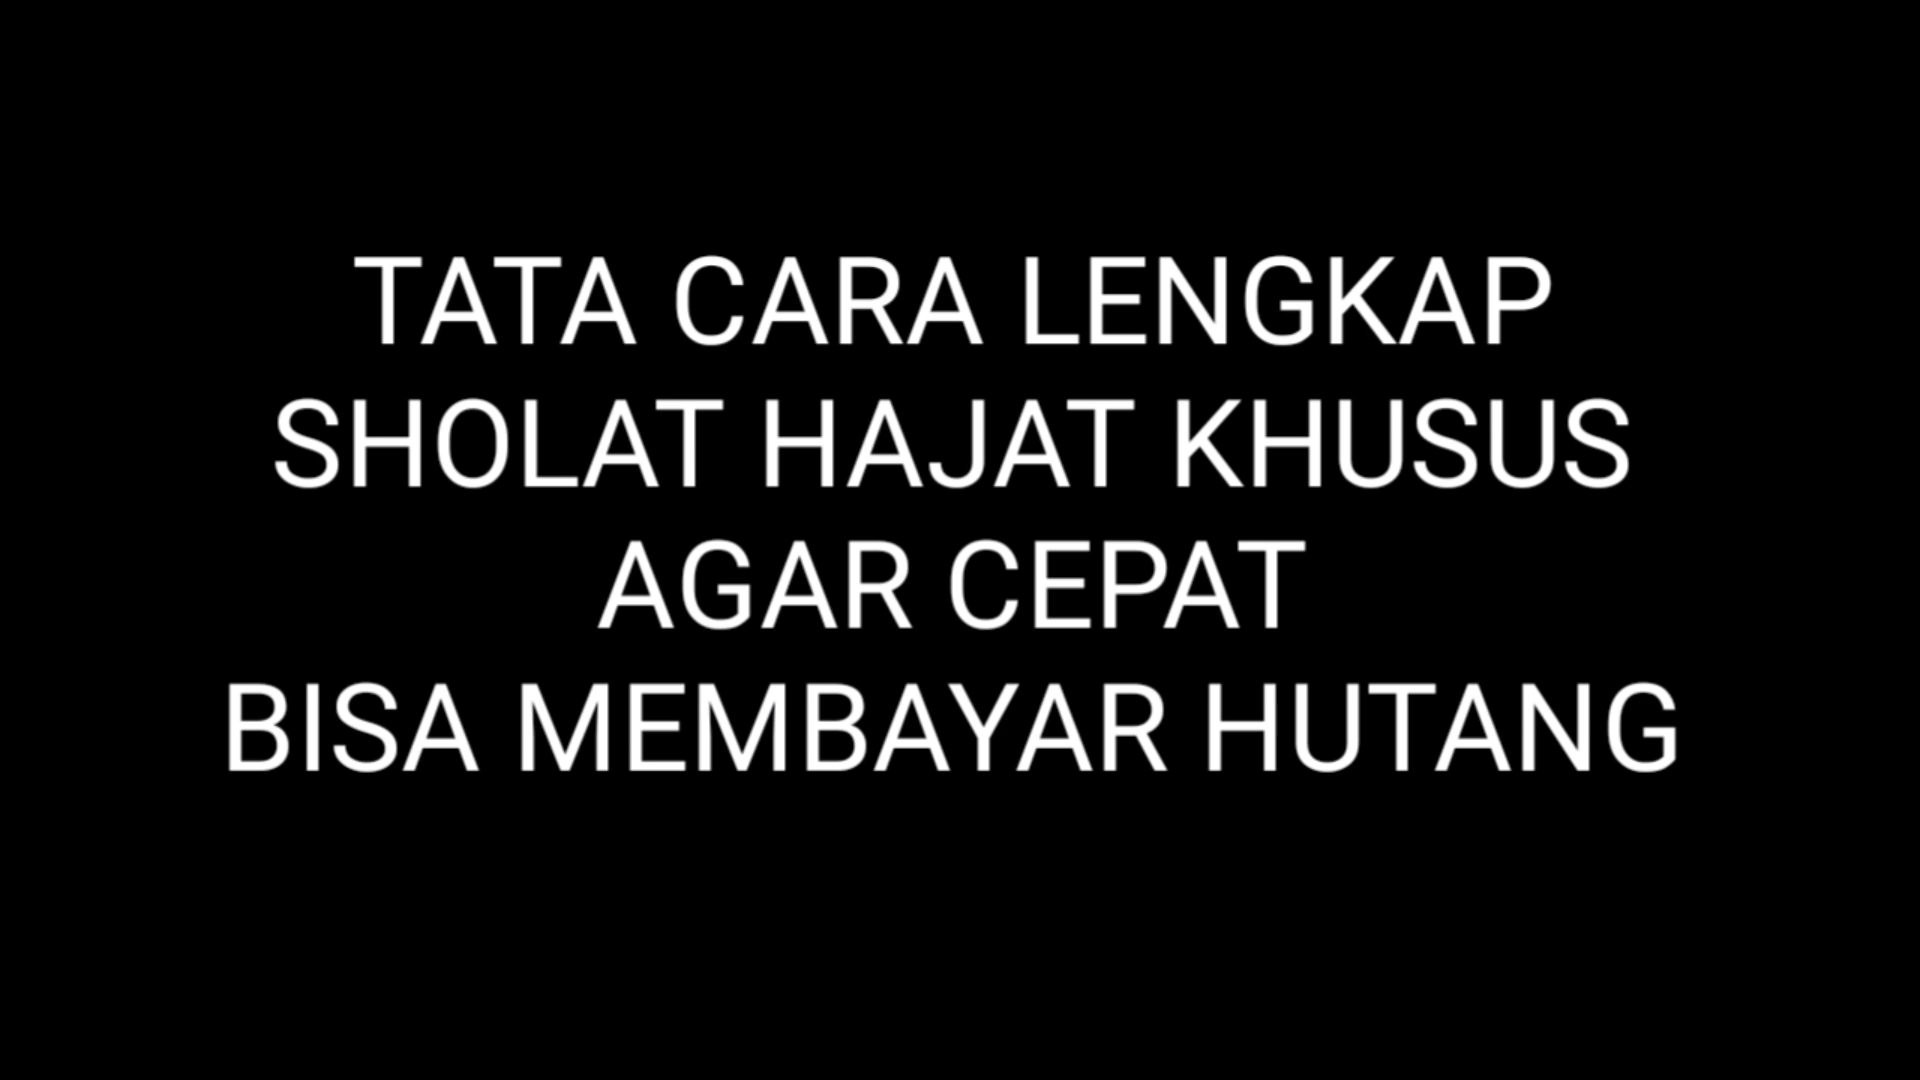 TATA CARA LENGKAP
SHOLAT HAJAT KHUSUS
AGAR CEPAT
BISA MEMBAYAR HUTANG